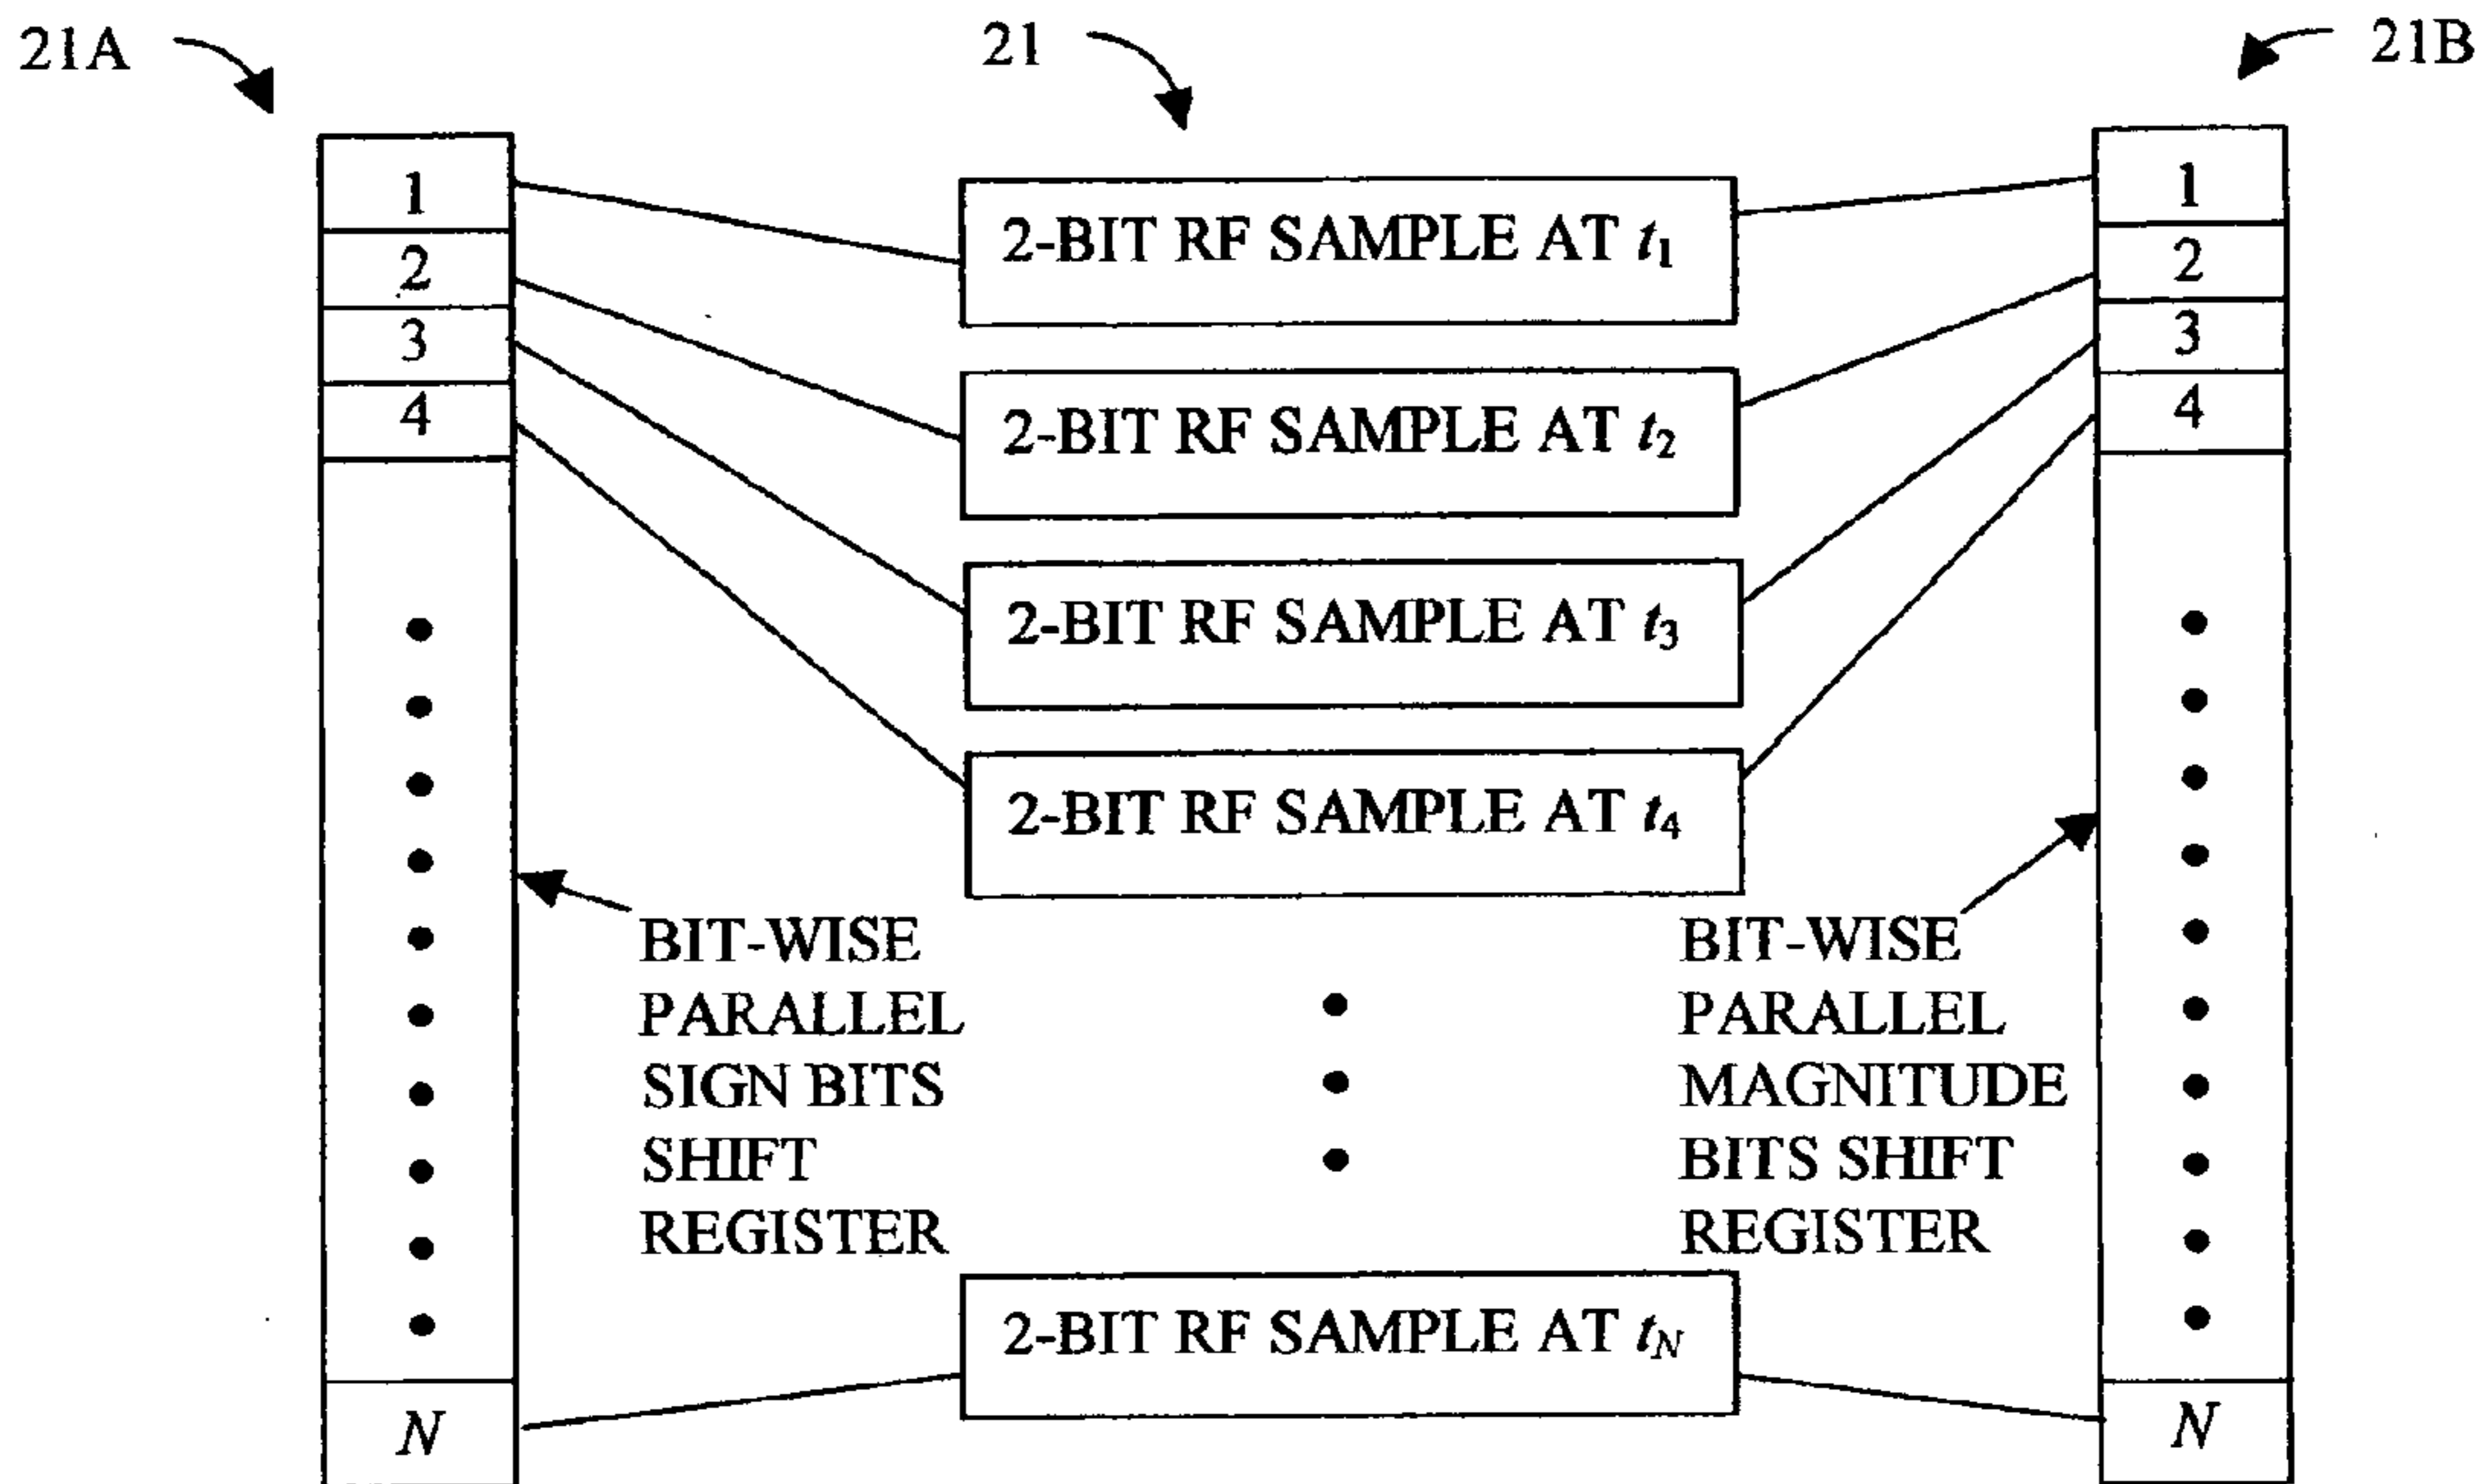 21A
21
21B
1
2
3
4
N
2-BIT RF SAMPLE AT t1
2-BIT RF SAMPLE AT t2
2-BIT RF SAMPLE AT t3
2-BIT RF SAMPLE AT t4
BIT-WISE
PARALLEL
SIGN BITS
SHIFT
REGISTER
2-BIT RF SAMPLE AT tN
BIT-WISE
PARALLEL
MAGNITUDE
BITS SHIFT
REGISTER
1
2
3
4
N